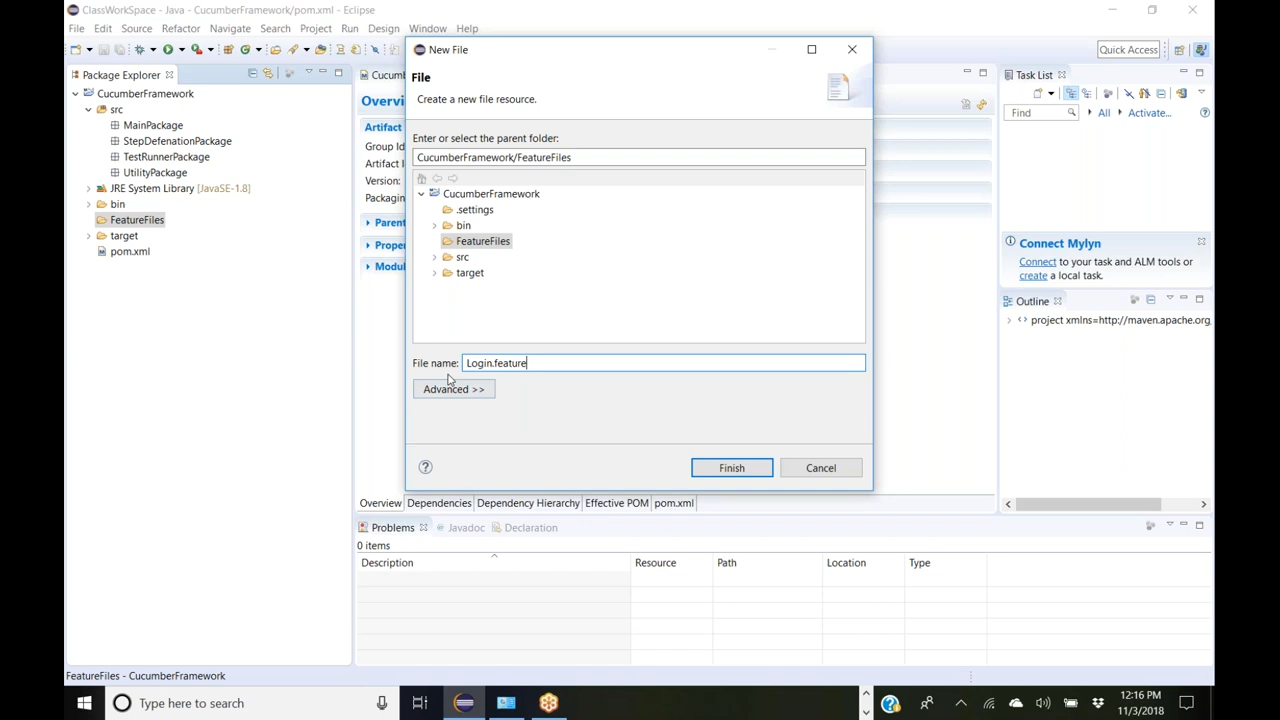 ClassWorkSpace - Java - CucumberFramework/pom.xml - Eclipse
File Edit Source Refactor Navigate Search Project Run Design Window Help
Quick Access
Package Explorer
CucumberFramework
src
MainPackage
StepDefenationPackage
TestRunnerPackage
UtilityPackage
JRE System Library [JavaSE-1.8]
bin
FeatureFiles
target
pom.xml
Artifact
Group Id
Version:
Parent
New File
File
Create a new file resource.
Enter or select the parent folder:
CucumberFramework/FeatureFiles
CucumberFramework
.settings
bin
FeatureFiles
src
target
File name: Login.feature
Advanced >>
Finish Cancel
Overview Dependencies Dependency Hierarchy Effective POM pom.xml
Task List
Find All Activate...
Connect Mylyn
Connect to your task and ALM tools or
create a local task.
Outline
project xmlns=http://maven.apache.org
Problems Javadoc Declaration
0 items
Description Resource Path Location Type
FeatureFiles - CucumberFramework
Type here to search
12:16 PM
11/3/2018